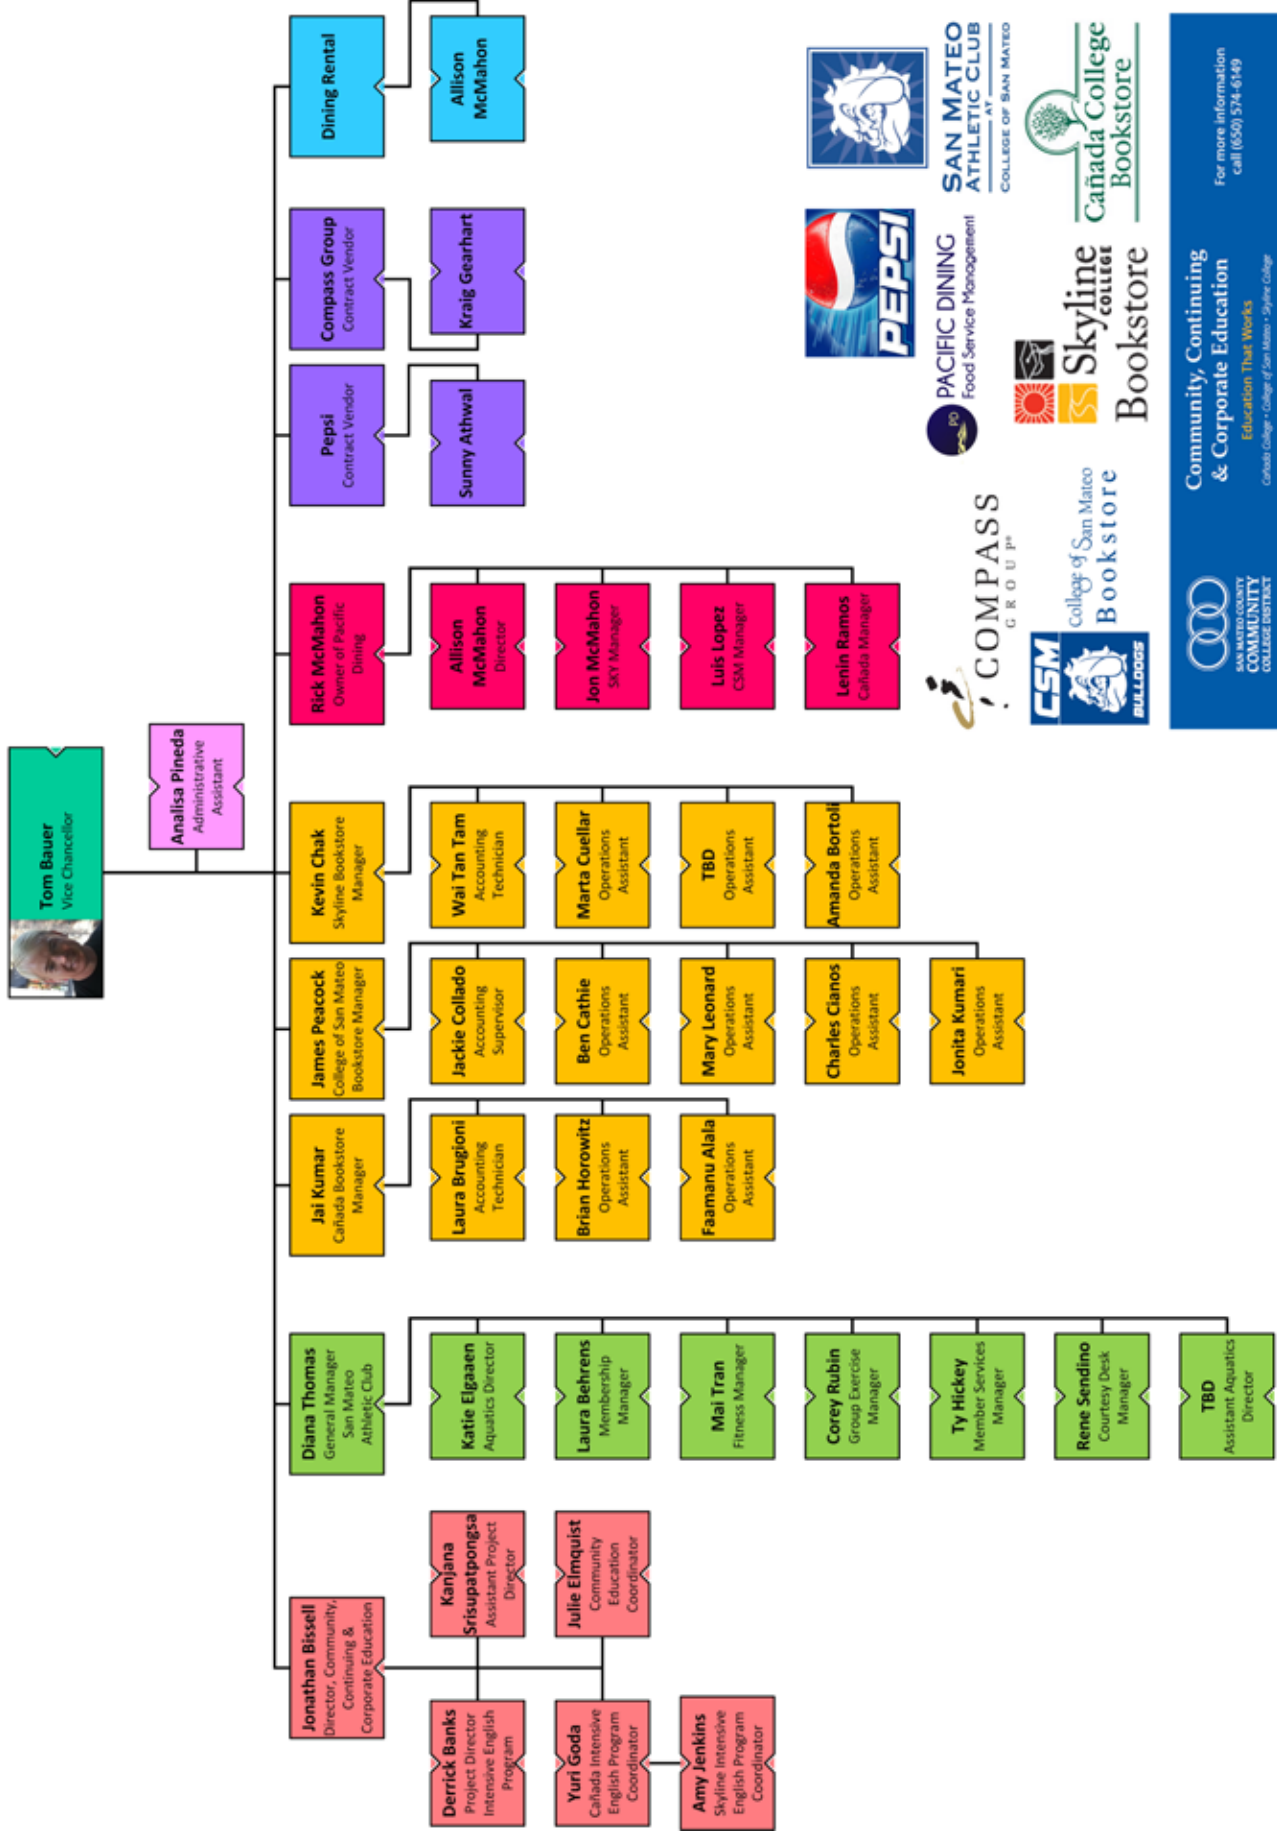 Tom Bauer
Vice Chancellor
Analisa Pineda
Administrative
Assistant
Jonathan Bissell
Director, Community,
Continuing &
Corporate Education
Derrick Banks
Project Director
Intensive English
Program
Kanjana
Srisupatpongsa
Assistant Project
Director
Yuri Goda
Cañada Intensive
English Program
Coordinator
Julie Elmquist
Community
Education
Coordinator
Amy Jenkins
Skyline Intensive
English Program
Coordinator
Diana Thomas
General Manager
San Mateo
Athletic Club
Katie Elgaaen
Aquatics Director
Laura Behrens
Membership
Manager
Mai Tran
Fitness Manager
Corey Rubin
Group Exercise
Manager
Ty Hickey
Member Services
Manager
Rene Sendino
Courtesy Desk
Manager
TBD
Assistant Aquatics
Director
Jai Kumar
Cañada Bookstore
Manager
Laura Brugioni
Accounting
Technician
Brian Horowitz
Operations
Assistant
Faamanu Alala
Operations
Assistant
James Peacock
College of San Mateo
Bookstore Manager
Jackie Collado
Accounting
Supervisor
Ben Cathie
Operations
Assistant
Mary Leonard
Operations
Assistant
Charles Cianos
Operations
Assistant
Jonita Kumari
Operations
Assistant
Kevin Chak
Skyline Bookstore
Manager
Wai Tan Tam
Accounting
Technician
Marta Cuellar
Operations
Assistant
TBD
Operations
Assistant
Amanda Bortoli
Operations
Assistant
Rick McMahon
Owner of Pacific
Dining
Allison
McMahon
Director
Jon McMahon
SKY Manager
Luis Lopez
CSM Manager
Lenin Ramos
Cañada Manager
Pepsi
Contract Vendor
Sunny Athwal
Compass Group
Contract Vendor
Kraig Gearhart
Dining Rental
Allison
McMahon
PEPSI
SAN MATEO
ATHLETIC CLUB
AT
COLLEGE OF SAN MATEO
COMPASS
GROUP®
PD
PACIFIC DINING
Food Service Management
CSM
BULLDOGS
College of San Mateo
Bookstore
Skyline
COLLEGE
Bookstore
Cañada College
Bookstore
SAN MATEO COUNTY
COMMUNITY
COLLEGE DISTRICT
Community, Continuing
& Corporate Education
Education That Works
Cañada College • College of San Mateo • Skyline College
For more information
call (650) 574-6149